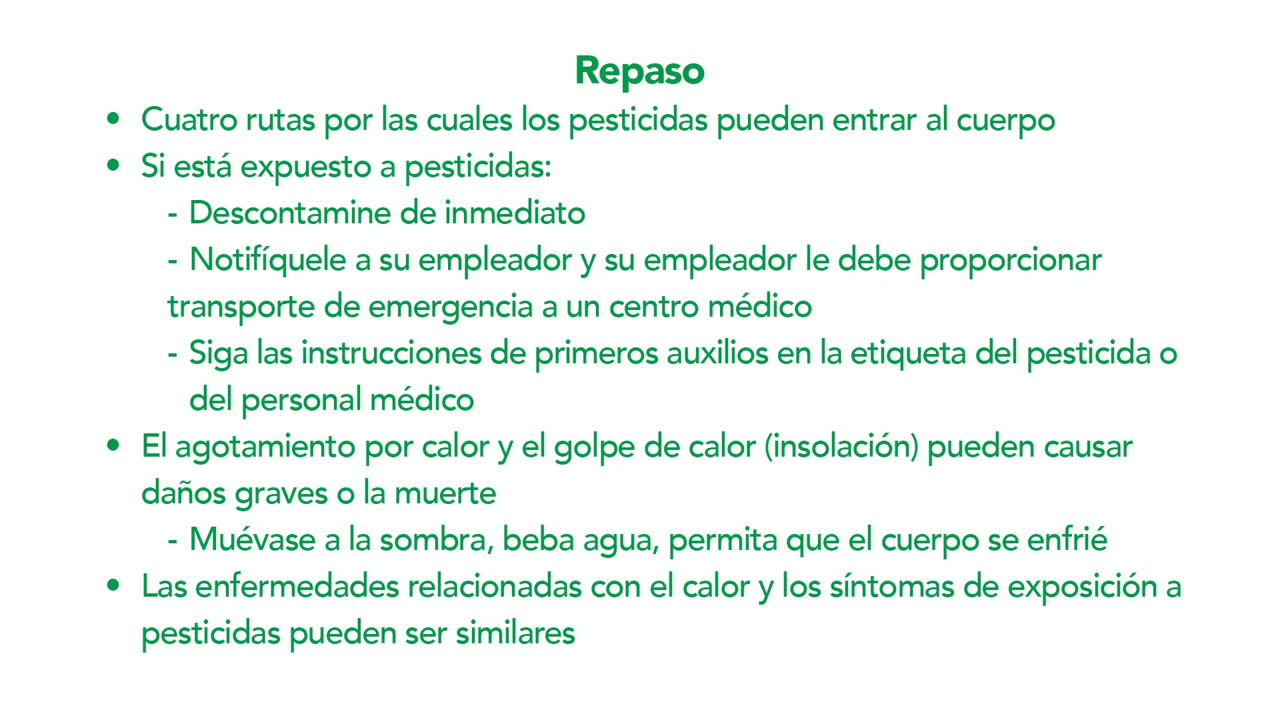 Repaso
• Cuatro rutas por las cuales los pesticidas pueden entrar al cuerpo
• Si está expuesto a pesticidas:
- Descontamine de inmediato
- Notifíquele a su empleador y su empleador le debe proporcionar
transporte de emergencia a un centro médico
- Siga las instrucciones de primeros auxilios en la etiqueta del pesticida o
del personal médico
• El agotamiento por calor y el golpe de calor (insolación) pueden causar
daños graves o la muerte
- Muévase a la sombra, beba agua, permita que el cuerpo se enfrié
• Las enfermedades relacionadas con el calor y los síntomas de exposición a
pesticidas pueden ser similares